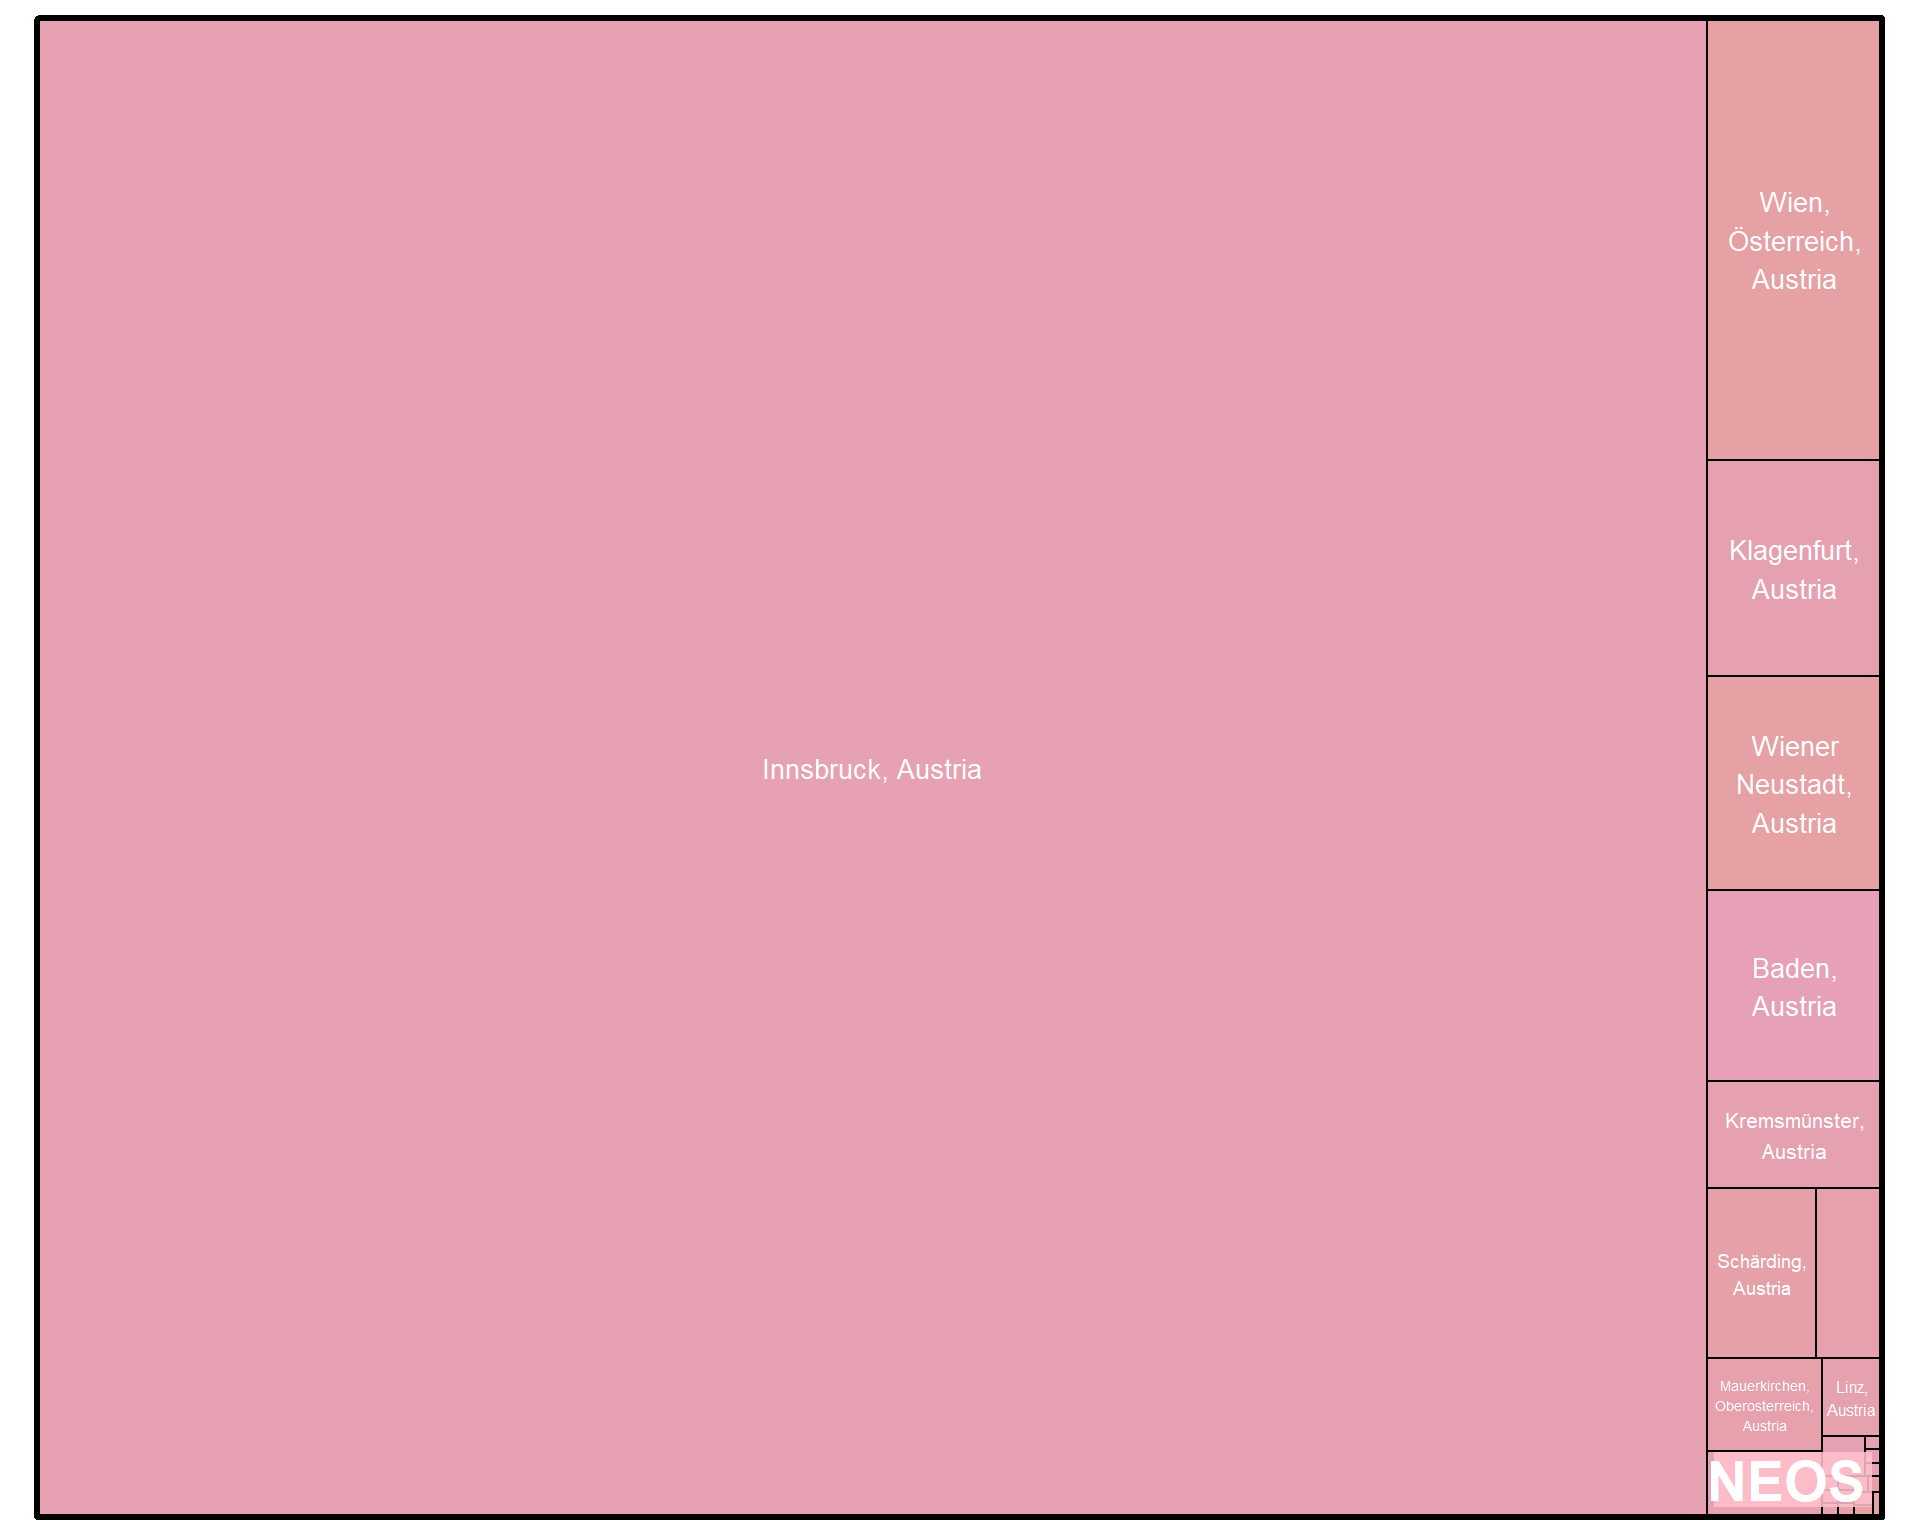 Innsbruck, Austria
Wien,
Österreich,
Austria
Klagenfurt,
Austria
Wiener
Neustadt,
Austria
Baden,
Austria
Kremsmünster,
Austria
Schärding,
Austria
Mauerkirchen,
Oberosterreich,
Austria
Linz,
Austria
NEOS